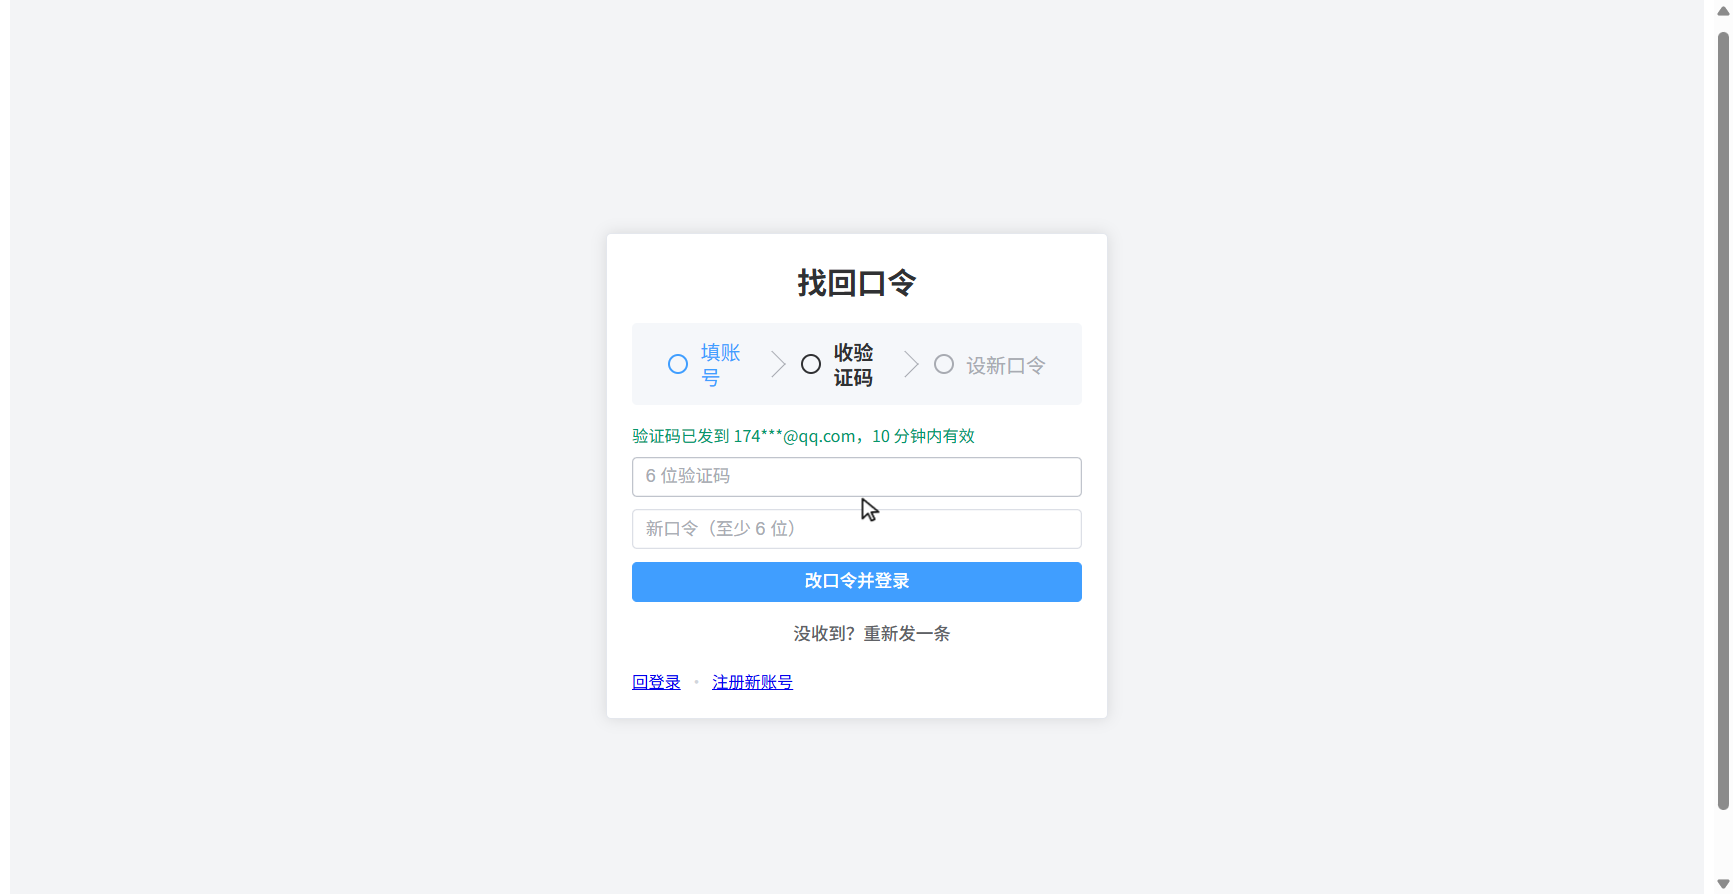 找回口令
填账
号
收验
证码
设新口令
验证码已发到 174***@qq.com，10 分钟内有效
6 位验证码
新口令（至少 6 位）
改口令并登录
没收到？重新发一条
回登录 • 注册新账号